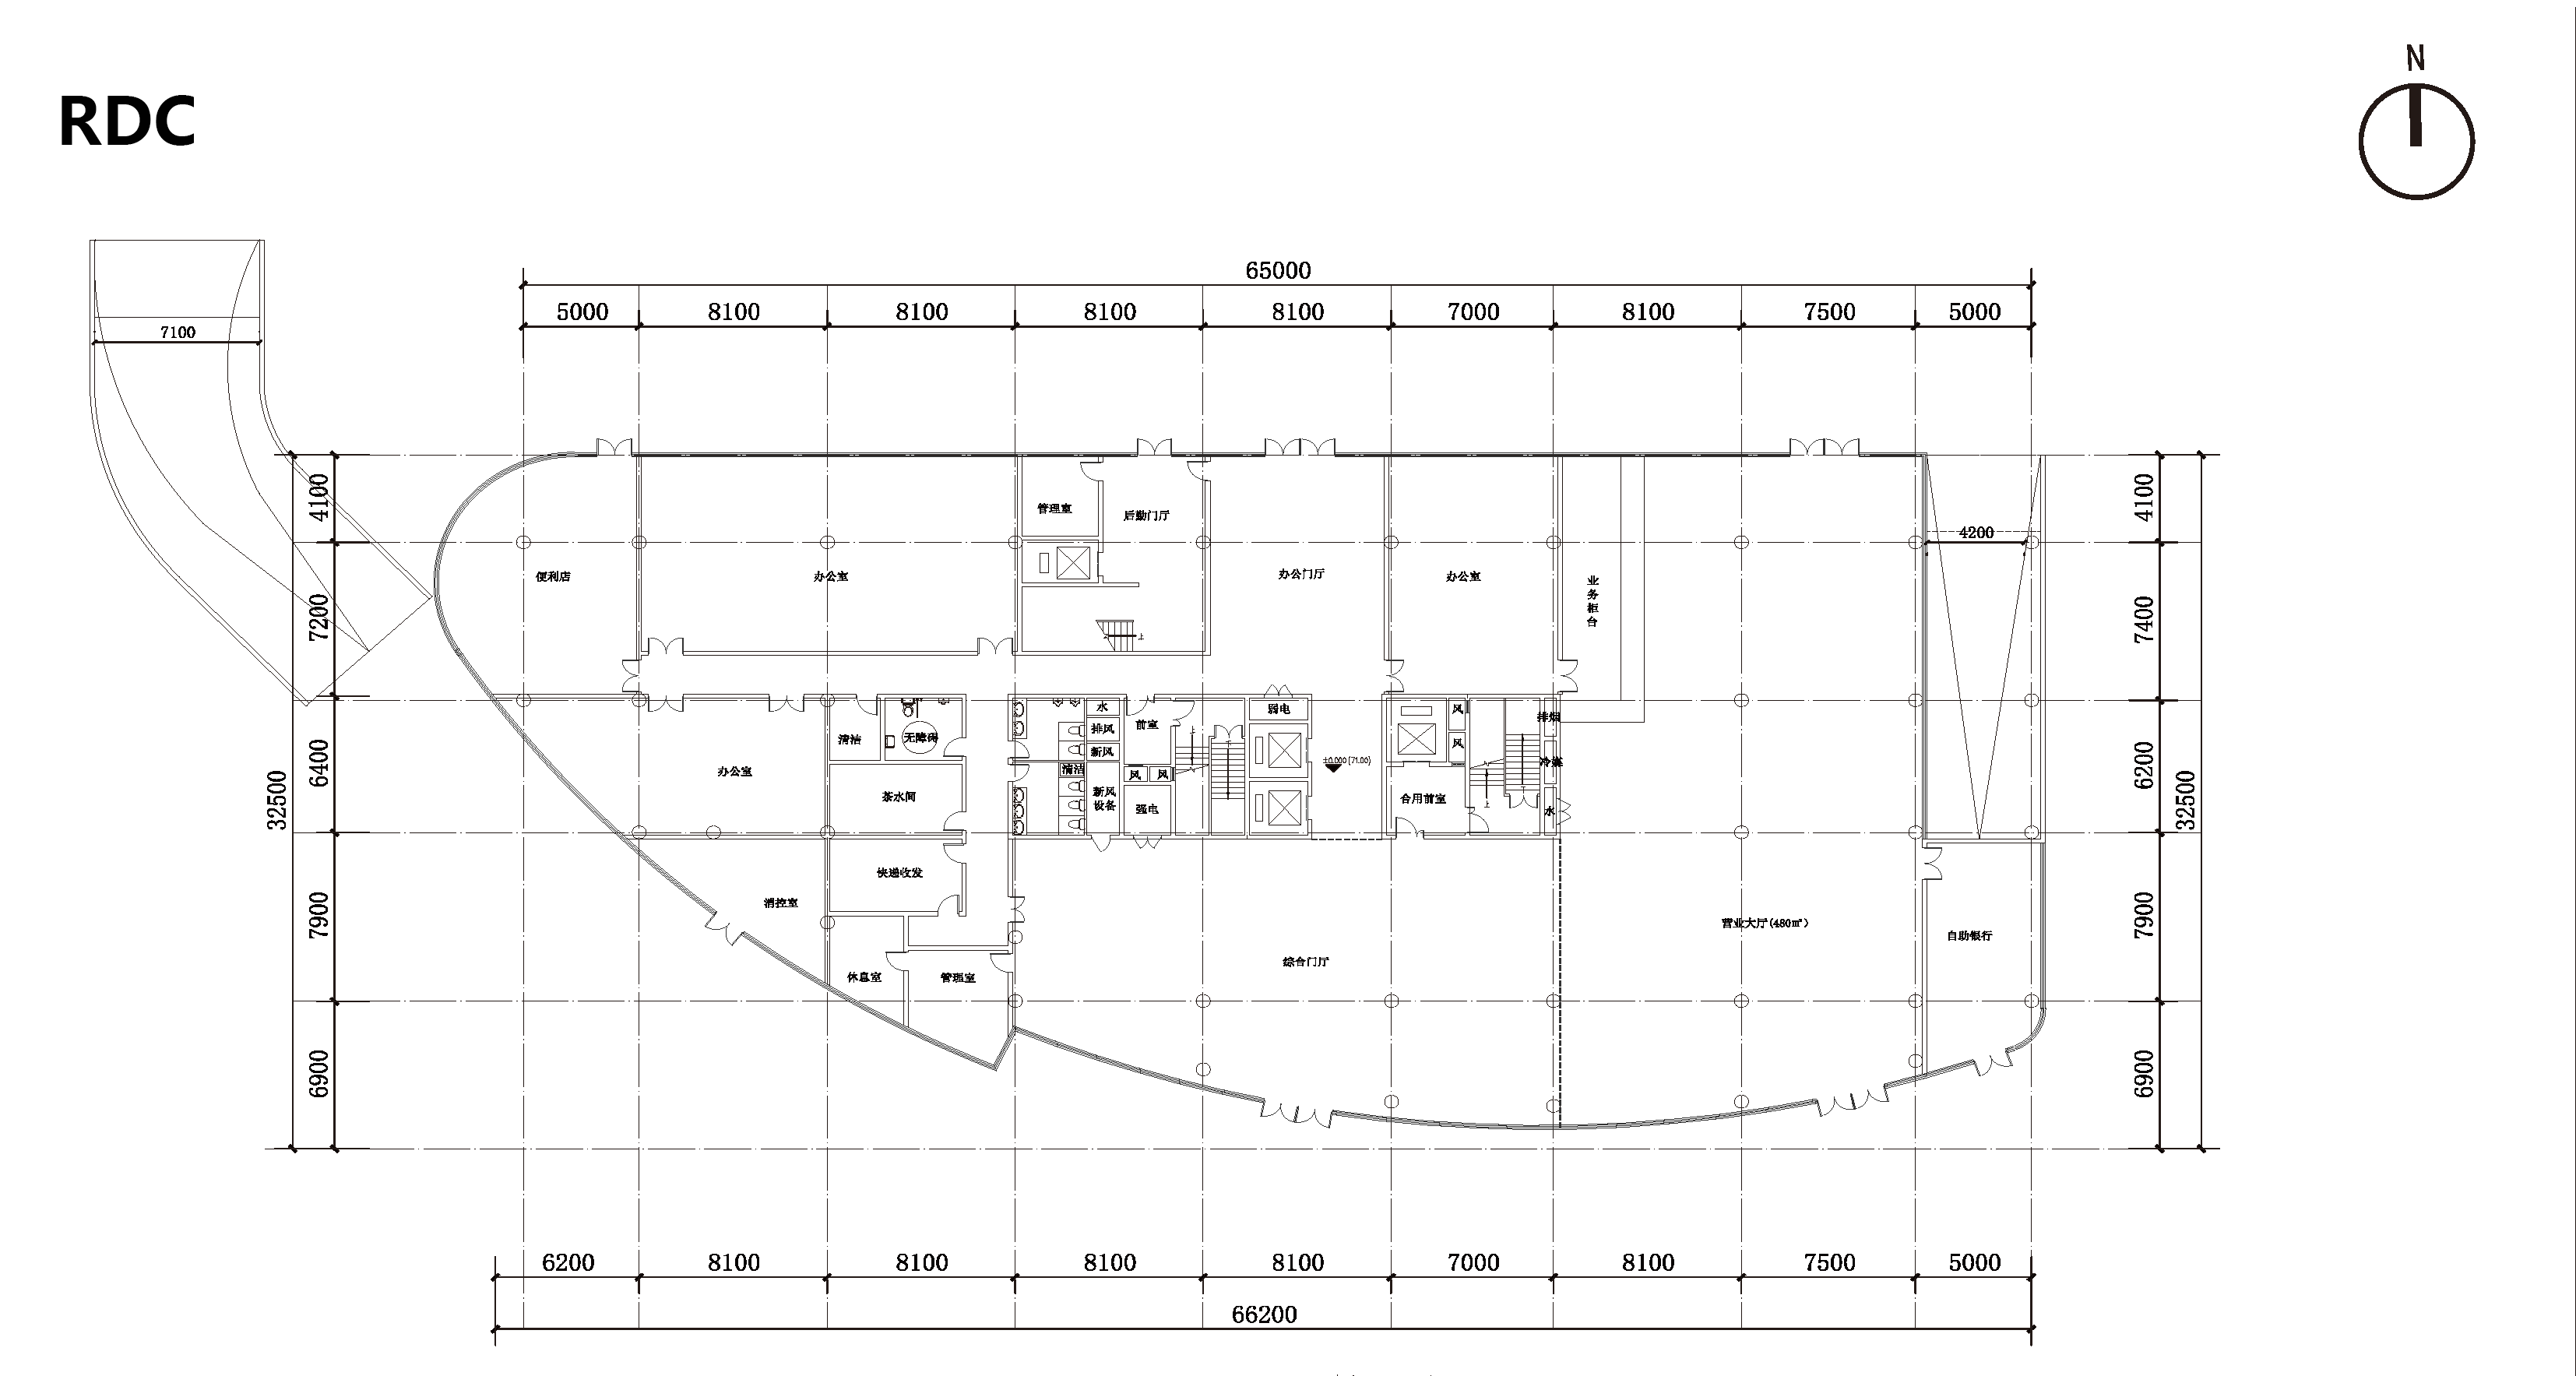 N
RDC
65000
5000 8100 8100 8100 8100 7000 8100 7500 5000
7100
4100
7200
6400
7900
6900
32500
4100
7400
6200
7900
6900
32500
管理室
后勤门厅
4200
便利店
办公室
办公门厅
办公室
业务柜台
上
水
弱电
风
排烟
清洁
无障碍
排风
前室
新风
风
上
±0.000 (71.00)
冷媒
办公室
清洁
风 风
茶水间
新风设备
强电
合用前室
上
水
快递收发
消控室
营业大厅(480㎡)
自助银行
综合门厅
休息室
管理室
6200 8100 8100 8100 8100 7000 8100 7500 5000
66200